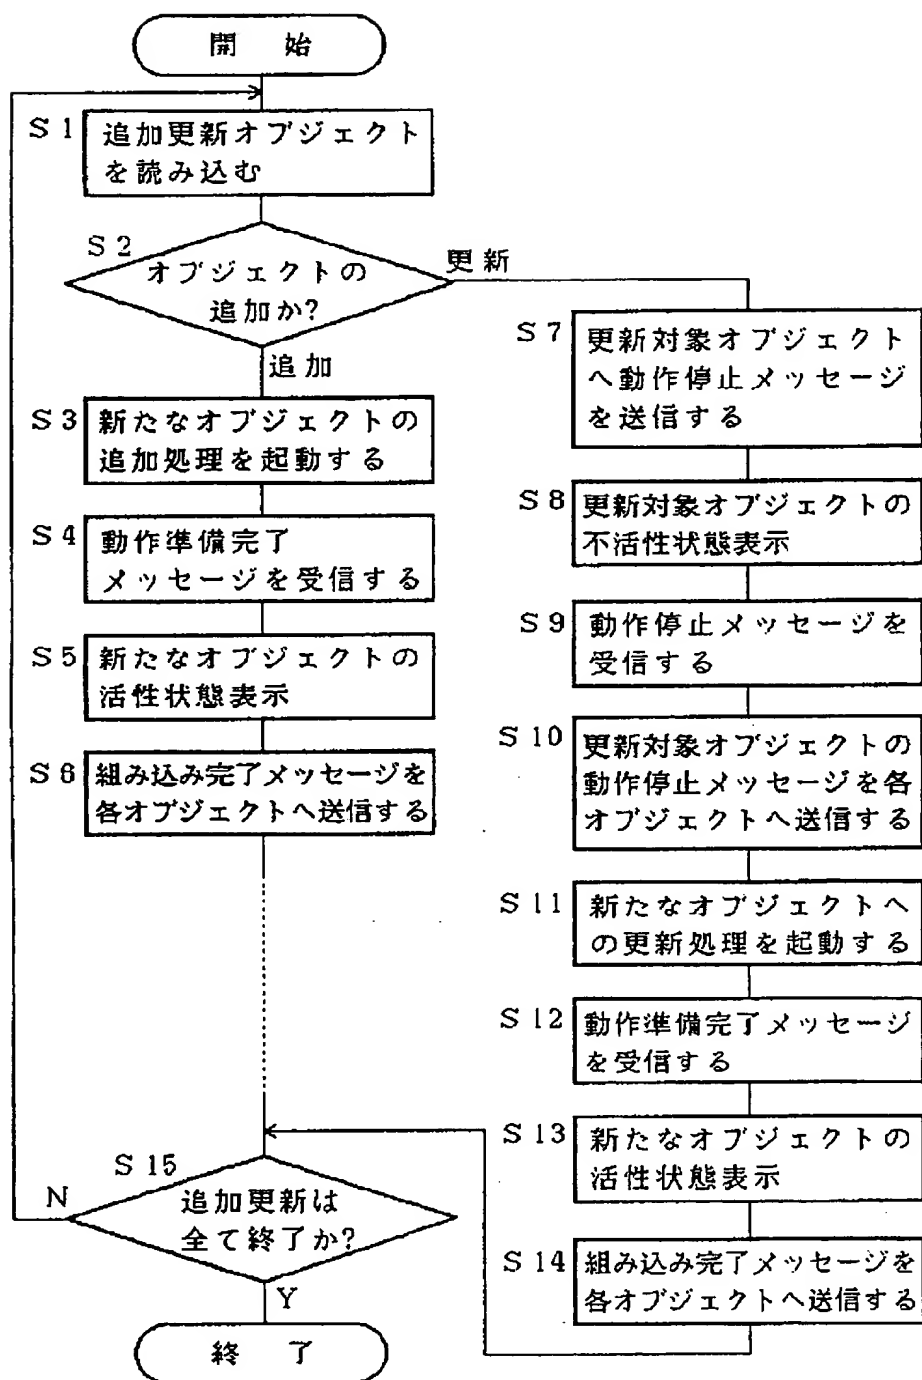 開 始
S1
追加更新オブジェクト
を読み込む
S2
オブジェクトの
追加か?
更新
追加
S3
新たなオブジェクトの
追加処理を起動する
S4
動作準備完了
メッセージを受信する
S5
新たなオブジェクトの
活性状態表示
S6
組み込み完了メッセージを
各オブジェクトへ送信する
S7
更新対象オブジェクト
へ動作停止メッセージ
を送信する
S8
更新対象オブジェクトの
不活性状態表示
S9
動作停止メッセージを
受信する
S10
更新対象オブジェクトの
動作停止メッセージを各
オブジェクトへ送信する
S11
新たなオブジェクトへ
の更新処理を起動する
S12
動作準備完了メッセージ
を受信する
S13
新たなオブジェクトの
活性状態表示
S14
組み込み完了メッセージを
各オブジェクトへ送信する
S15
追加更新は
全て終了か?
N
Y
終 了